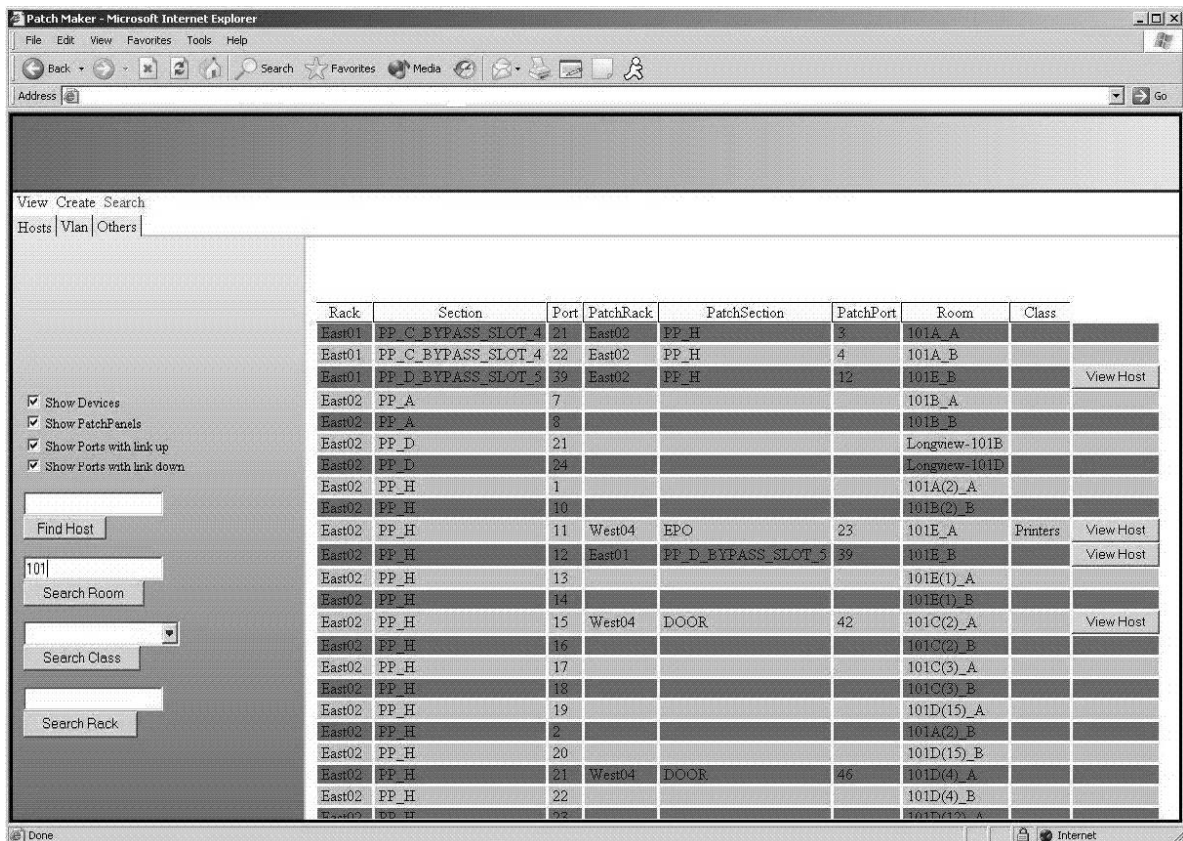 Patch Maker - Microsoft Internet Explorer
File Edit View Favorites Tools Help
Back Search Favorites Media
Address Go
View Create Search
Hosts Vlan Others
Rack Section Port PatchRack PatchSection PatchPort Room Class
East01 PP_C_BYPASS_SLOT_4 21 East02 PP_H 3 101A_A
East01 PP_C_BYPASS_SLOT_4 22 East02 PP_H 4 101A_B
East01 PP_D_BYPASS_SLOT_5 39 East02 PP_H 12 101E_B View Host
East02 PP_A 7 101B_A
East02 PP_A 8 101B_B
East02 PP_D 21 Longview-101B
East02 PP_D 24 Longview-101D
East02 PP_H 1 101A(2)_A
East02 PP_H 10 101B(2)_B
East02 PP_H 11 West04 EPO 23 101E_A Printers View Host
East02 PP_H 12 East01 PP_D_BYPASS_SLOT_5 39 101E_B View Host
East02 PP_H 13 101E(1)_A
East02 PP_H 14 101E(1)_B
East02 PP_H 15 West04 DOOR 42 101C(2)_A View Host
East02 PP_H 16 101C(2)_B
East02 PP_H 17 101C(3)_A
East02 PP_H 18 101C(3)_B
East02 PP_H 19 101D(15)_A
East02 PP_H 2 101A(2)_B
East02 PP_H 20 101D(15)_B
East02 PP_H 21 West04 DOOR 46 101D(4)_A
East02 PP_H 22 101D(4)_B
East02 PP_H 23 101D(12)_A
Show Devices
Show PatchPanels
Show Ports with link up
Show Ports with link down
Find Host
101
Search Room
Search Class
Search Rack
Done Internet